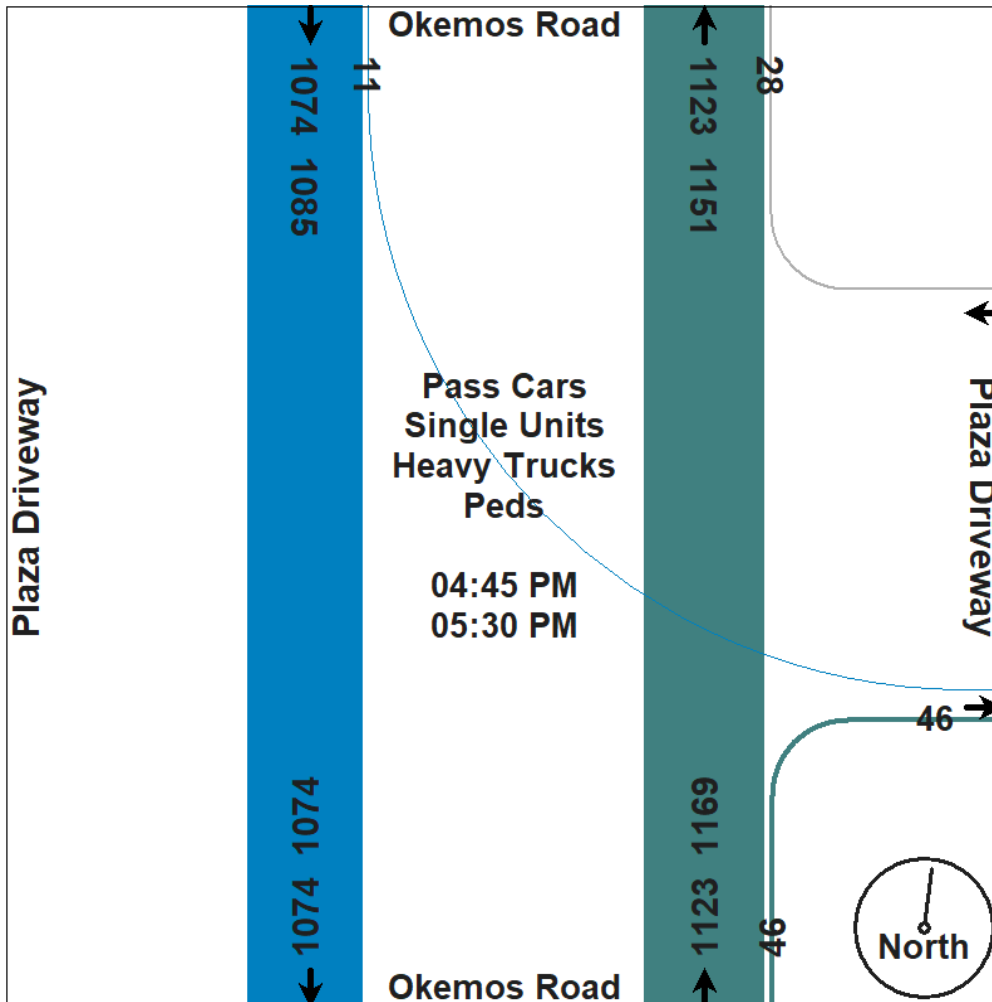 Okemos Road
1074 1085
11
1123 1151
28
Plaza Driveway
Pass Cars
Single Units
Heavy Trucks
Peds
04:45 PM
05:30 PM
Plaza Driveway
46
1074 1074
1123 1169
46
North
Okemos Road